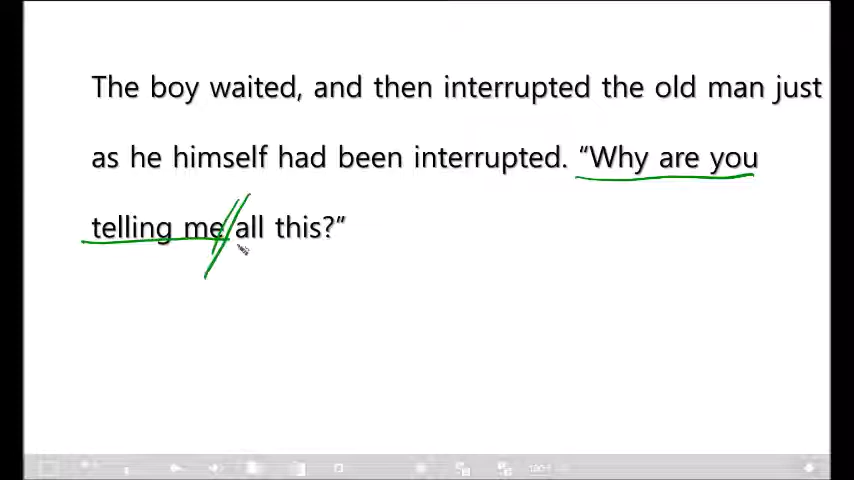 The boy waited, and then interrupted the old man just
as he himself had been interrupted. “Why are you
telling me all this?”